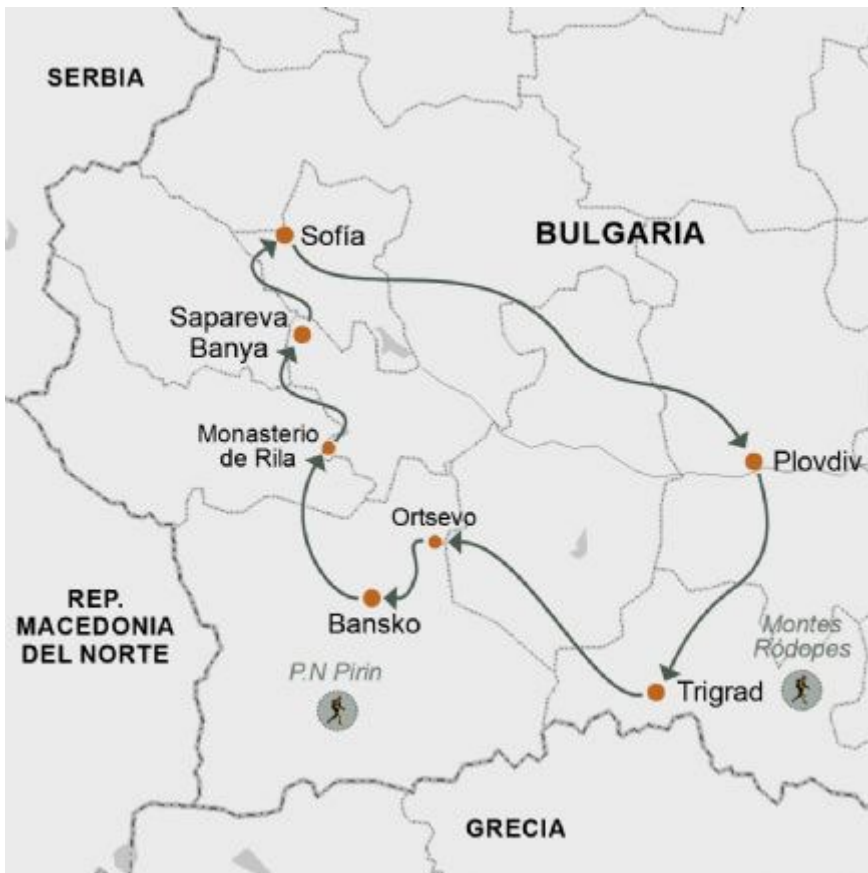 SERBIA
Sofía
BULGARIA
Sapareva
Banya
Monasterio
de Rila
Plovdiv
Ortsevo
REP.
MACEDONIA
DEL NORTE
Bansko
Montes
Ródopes
P.N Pirin
Trigrad
GRECIA